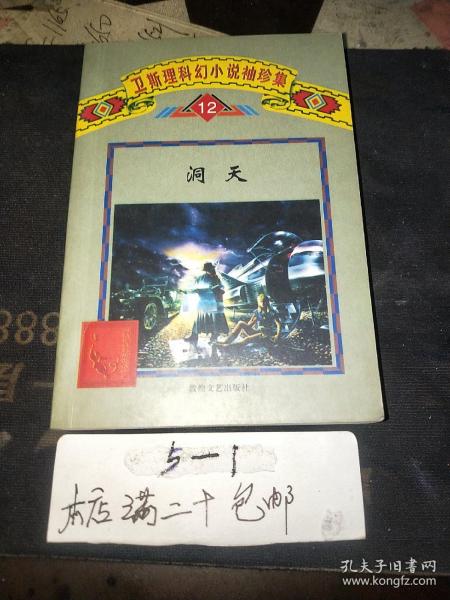 卫斯理科幻小说袖珍集
12
洞天
敦煌文艺出版社
5-1
本店满二十包邮
孔夫子旧书网
www.kongfz.com